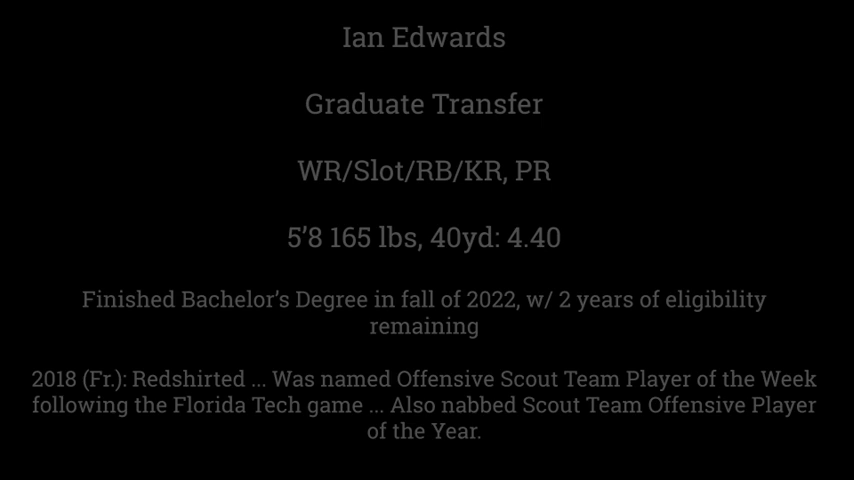 Ian Edwards
Graduate Transfer
WR/Slot/RB/KR, PR
5’8 165 lbs, 40yd: 4.40
Finished Bachelor’s Degree in fall of 2022, w/ 2 years of eligibility
remaining
2018 (Fr.): Redshirted ... Was named Offensive Scout Team Player of the Week
following the Florida Tech game ... Also nabbed Scout Team Offensive Player
of the Year.